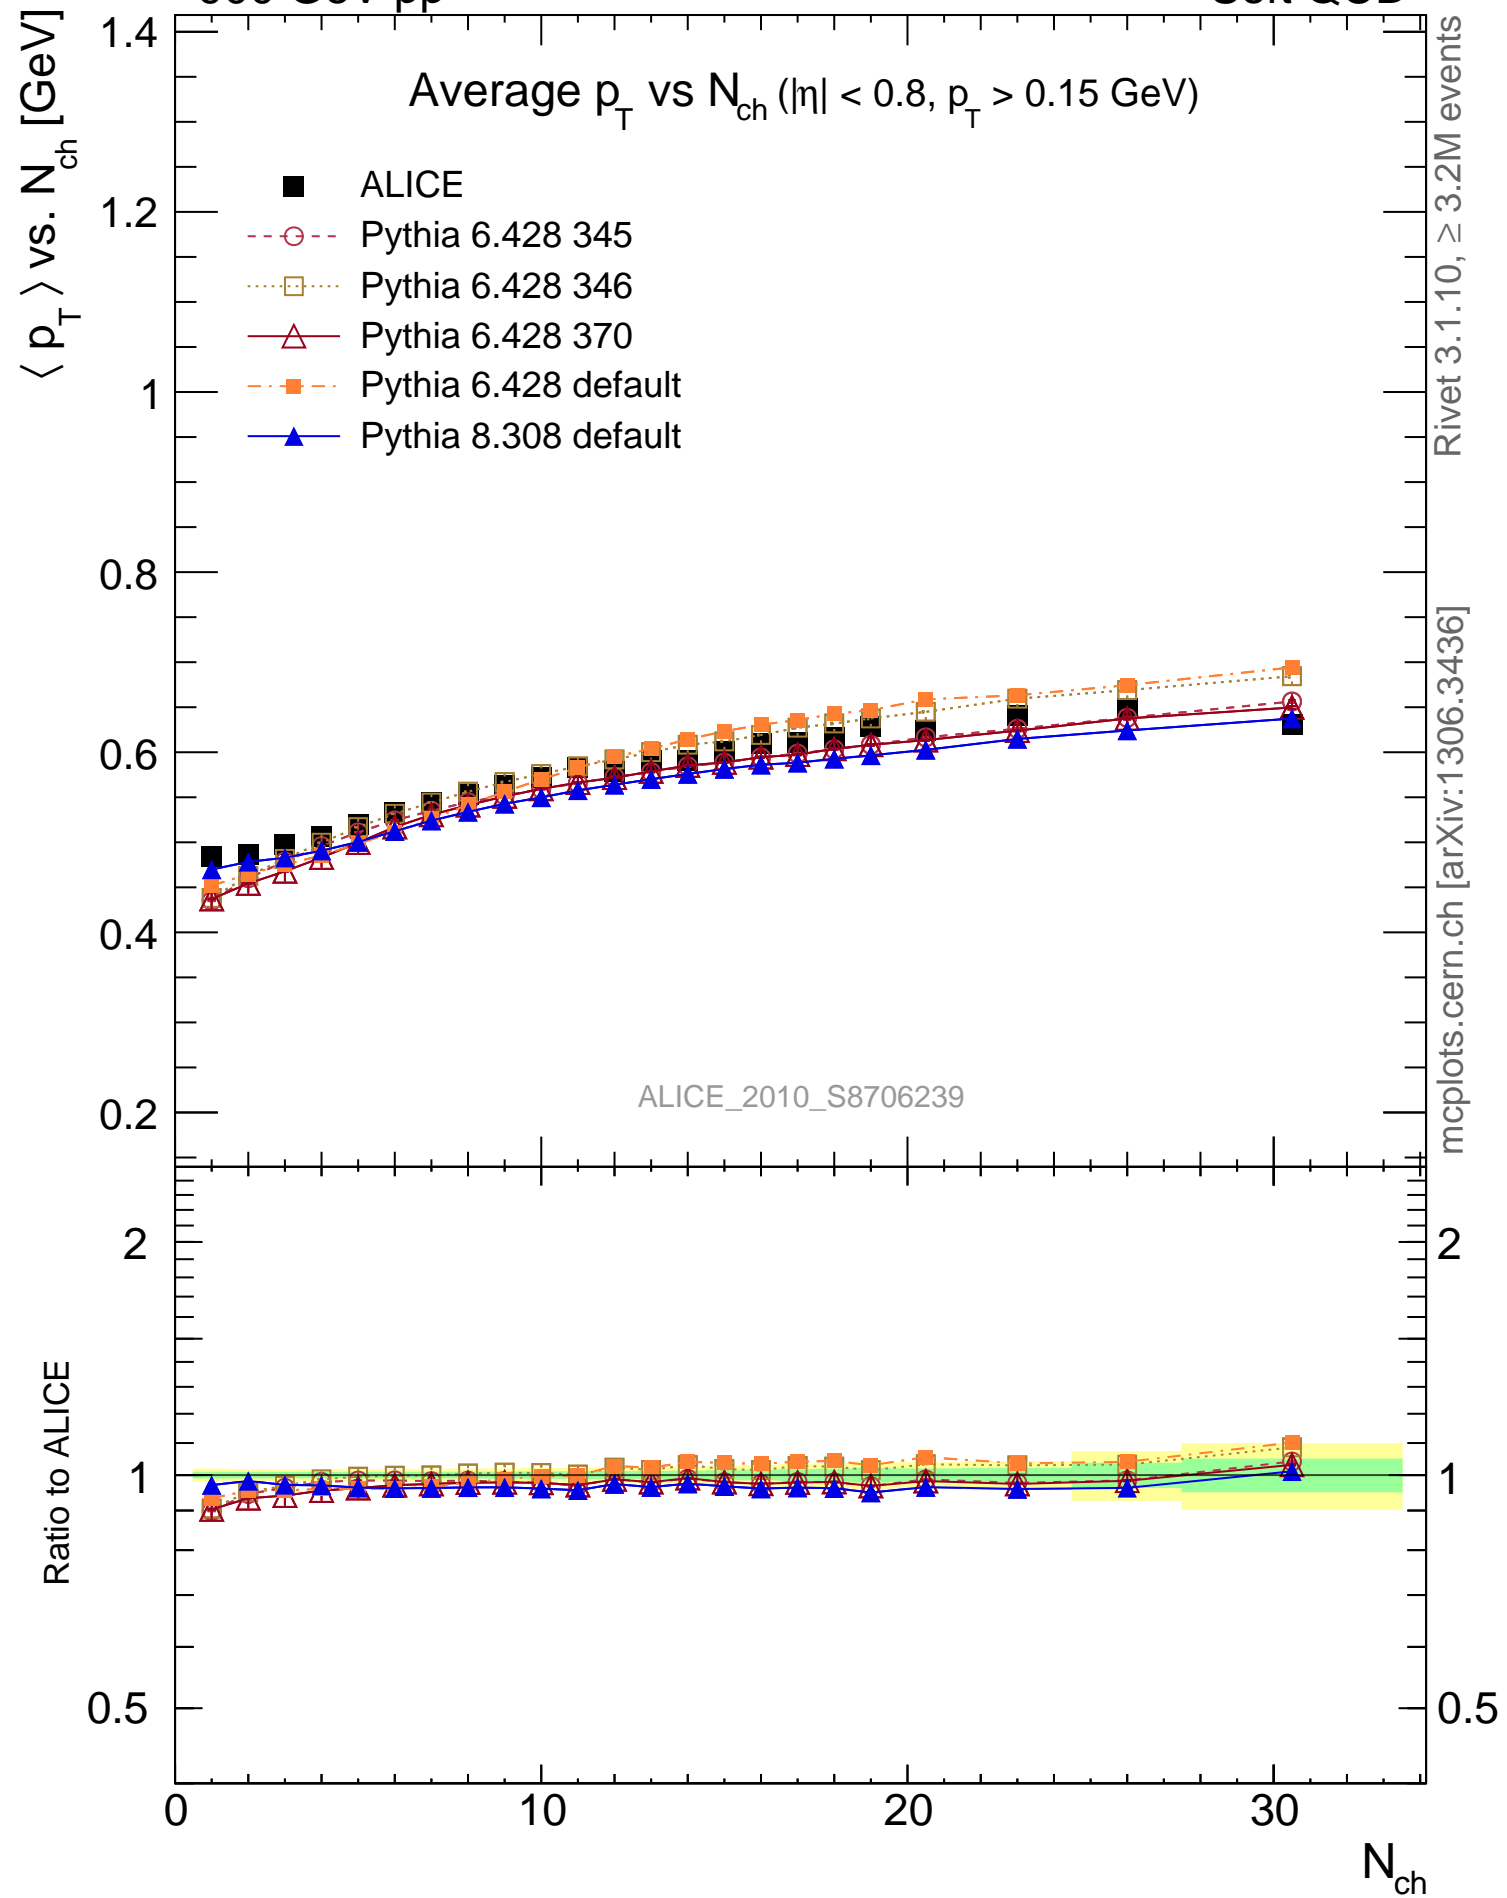 Average p_T vs N_ch (|η| < 0.8, p_T > 0.15 GeV)
ALICE
Pythia 6.428 345
Pythia 6.428 346
Pythia 6.428 370
Pythia 6.428 default
Pythia 8.308 default
⟨ p_T ⟩ vs. N_ch [GeV]
1.4
1.2
1
0.8
0.6
0.4
0.2
ALICE_2010_S8706239
Rivet 3.1.10, ≥ 3.2M events
mcplots.cern.ch [arXiv:1306.3436]
Ratio to ALICE
2
1
0.5
2
1
0.5
0
10
20
30
N_ch